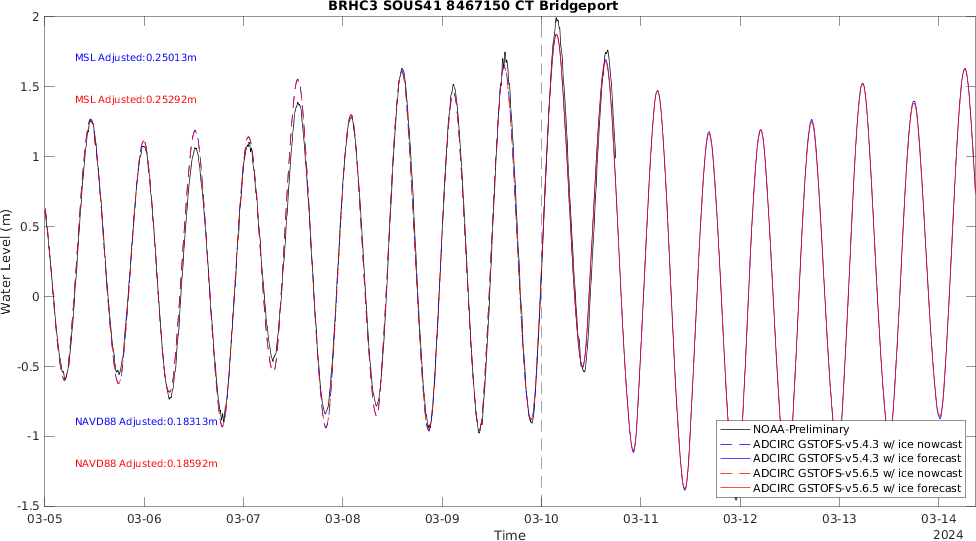 BRHC3 SOUS41 8467150 CT Bridgeport
2
1.5
1
0.5
0
-0.5
-1
-1.5
Water Level (m)
MSL Adjusted:0.25013m
MSL Adjusted:0.25292m
NAVD88 Adjusted:0.18313m
NAVD88 Adjusted:0.18592m
NOAA-Preliminary
ADCIRC GSTOFS-v5.4.3 w/ ice nowcast
ADCIRC GSTOFS-v5.4.3 w/ ice forecast
ADCIRC GSTOFS-v5.6.5 w/ ice nowcast
ADCIRC GSTOFS-v5.6.5 w/ ice forecast
03-05 03-06 03-07 03-08 03-09 03-10 03-11 03-12 03-13 03-14
Time
2024